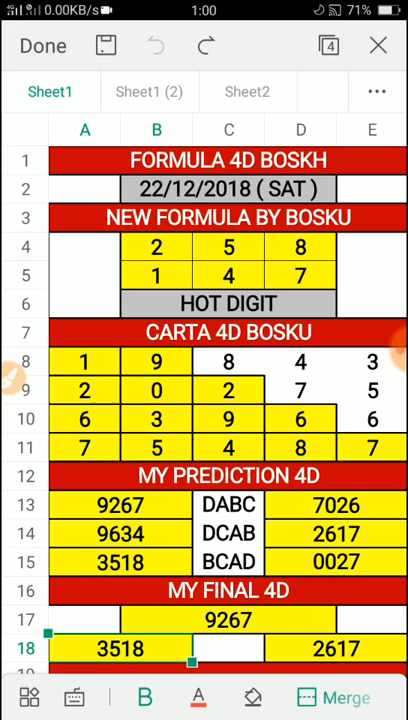 4G 0.00KB/s 1:00 71%
Done 4
Sheet1 Sheet1 (2) Sheet2
A B C D E
1 FORMULA 4D BOSKH
2 22/12/2018 ( SAT )
3 NEW FORMULA BY BOSKU
4 2 5 8
5 1 4 7
6 HOT DIGIT
7 CARTA 4D BOSKU
8 1 9 8 4 3
9 2 0 2 7 5
10 6 3 9 6 6
11 7 5 4 8 7
12 MY PREDICTION 4D
13 9267 DABC 7026
14 9634 DCAB 2617
15 3518 BCAD 0027
16 MY FINAL 4D
17 9267
18 3518 2617
B A Merge